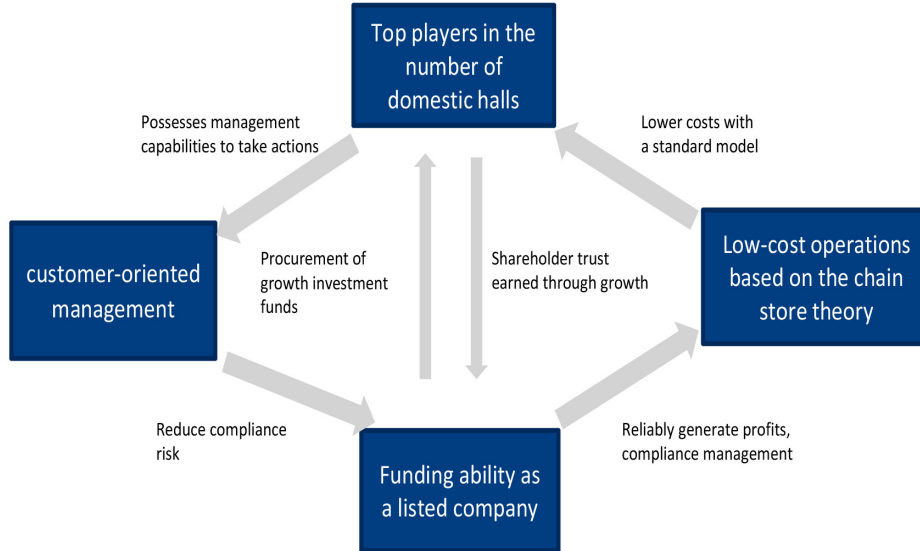 Top players in the
number of
domestic halls
Possesses management
capabilities to take actions
Lower costs with
a standard model
customer-oriented
management
Procurement of
growth investment
funds
Shareholder trust
earned through growth
Low-cost operations
based on the chain
store theory
Reduce compliance
risk
Funding ability as
a listed company
Reliably generate profits,
compliance management